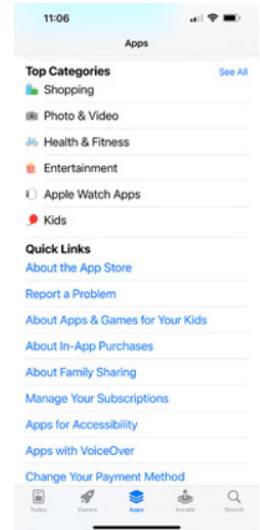 11:06
Apps
Top Categories See All
Shopping
Photo & Video
Health & Fitness
Entertainment
Apple Watch Apps
Kids
Quick Links
About the App Store
Report a Problem
About Apps & Games for Your Kids
About In-App Purchases
About Family Sharing
Manage Your Subscriptions
Apps for Accessibility
Apps with VoiceOver
Change Your Payment Method
Today Games Apps Arcade Search